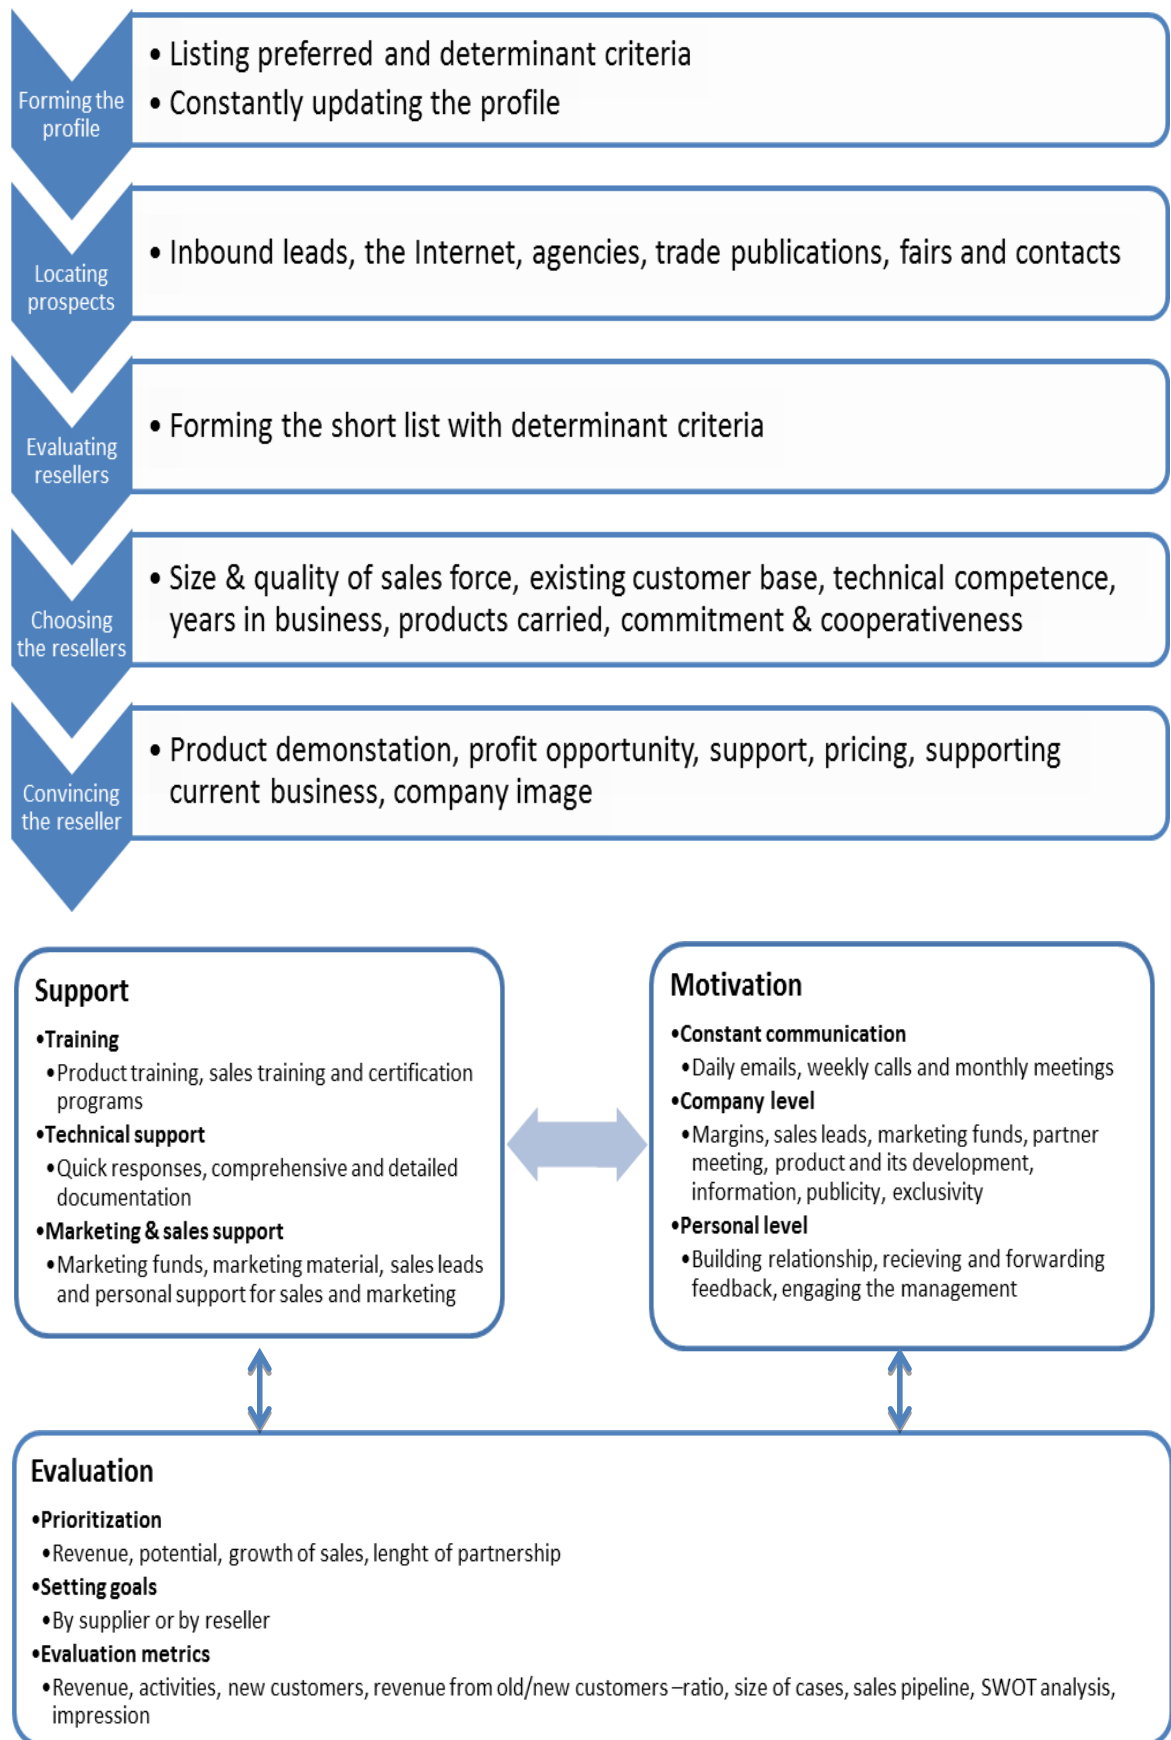 Forming the
profile
• Listing preferred and determinant criteria
• Constantly updating the profile
Locating
prospects
• Inbound leads, the Internet, agencies, trade publications, fairs and contacts
Evaluating
resellers
• Forming the short list with determinant criteria
Choosing
the resellers
• Size & quality of sales force, existing customer base, technical competence,
years in business, products carried, commitment & cooperativeness
Convincing
the reseller
• Product demonstation, profit opportunity, support, pricing, supporting
current business, company image
Support
•Training
•Product training, sales training and certification
programs
•Technical support
•Quick responses, comprehensive and detailed
documentation
•Marketing & sales support
•Marketing funds, marketing material, sales leads
and personal support for sales and marketing
Motivation
•Constant communication
•Daily emails, weekly calls and monthly meetings
•Company level
•Margins, sales leads, marketing funds, partner
meeting, product and its development,
information, publicity, exclusivity
•Personal level
•Building relationship, recieving and forwarding
feedback, engaging the management
Evaluation
•Prioritization
•Revenue, potential, growth of sales, lenght of partnership
•Setting goals
•By supplier or by reseller
•Evaluation metrics
•Revenue, activities, new customers, revenue from old/new customers –ratio, size of cases, sales pipeline, SWOT analysis,
impression